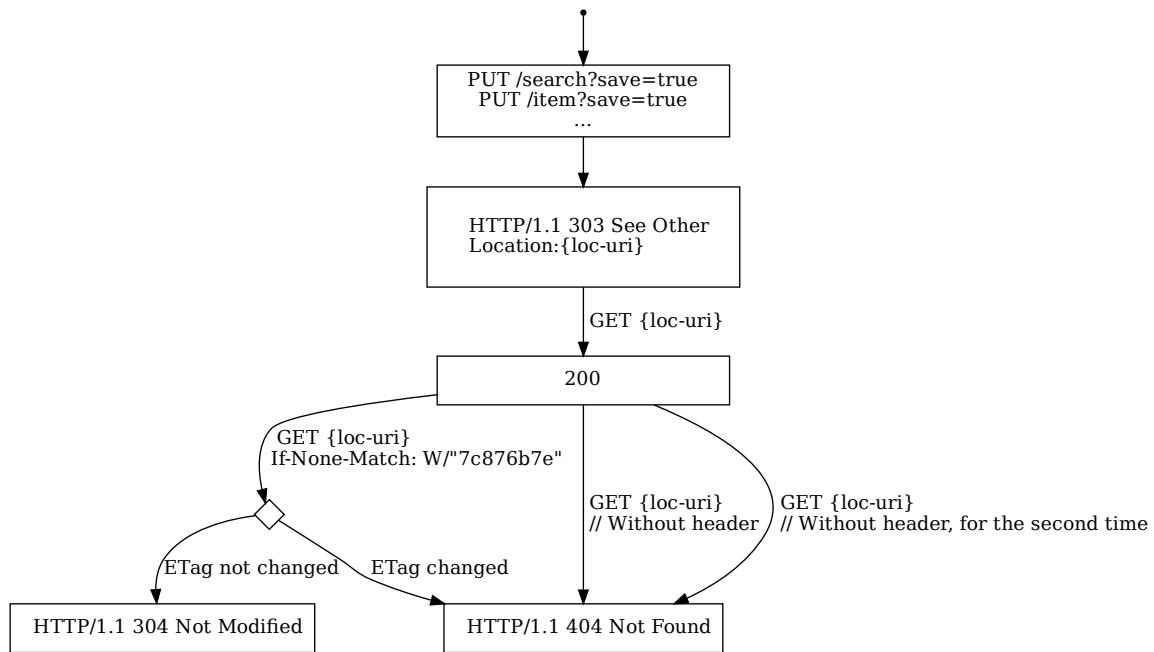 PUT /search?save=true
PUT /item?save=true
...
HTTP/1.1 303 See Other
Location:{loc-uri}
GET {loc-uri}
200
GET {loc-uri}
If-None-Match: W/"7c876b7e"
GET {loc-uri}
// Without header
GET {loc-uri}
// Without header, for the second time
ETag not changed
ETag changed
HTTP/1.1 304 Not Modified
HTTP/1.1 404 Not Found